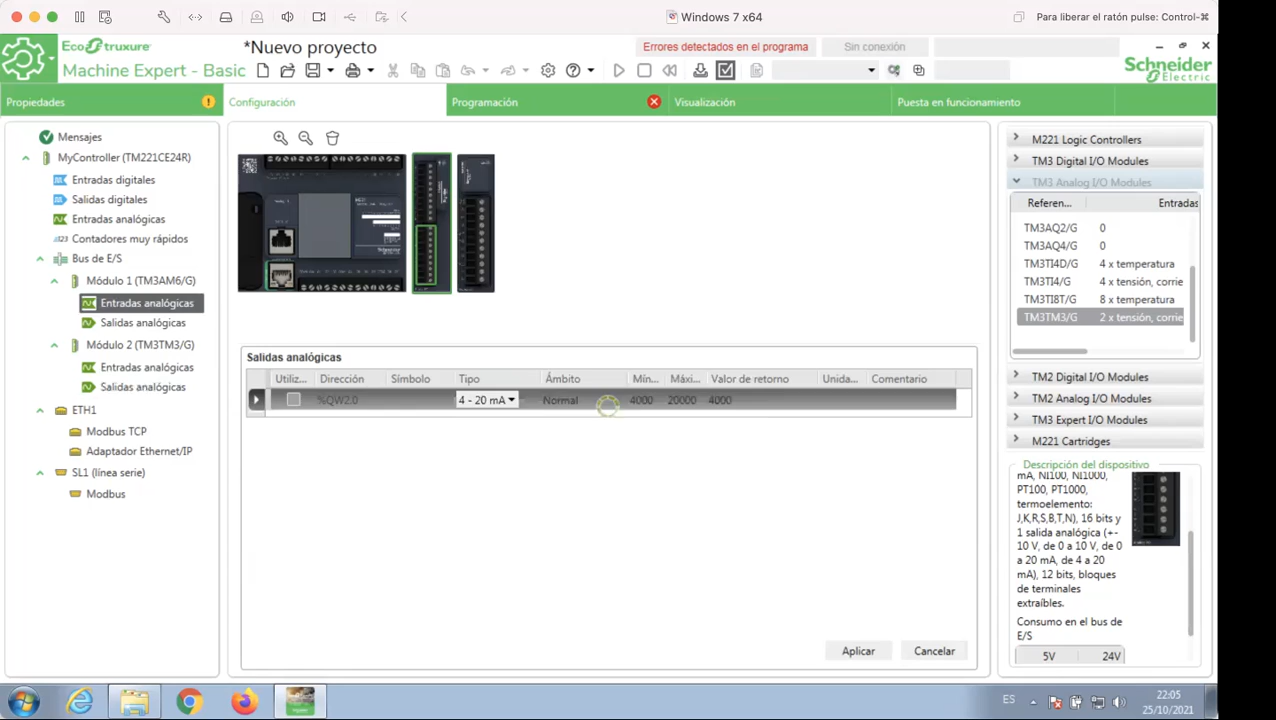 Windows 7 x64
Para liberar el ratón pulse: Control-⌘
EcoStruxure
Machine Expert - Basic
*Nuevo proyecto
Errores detectados en el programa
Sin conexión
Schneider
Electric
Propiedades
Configuración
Programación
Visualización
Puesta en funcionamiento
Mensajes
MyController (TM221CE24R)
Entradas digitales
Salidas digitales
Entradas analógicas
Contadores muy rápidos
Bus de E/S
Módulo 1 (TM3AM6/G)
Entradas analógicas
Salidas analógicas
Módulo 2 (TM3TM3/G)
Entradas analógicas
Salidas analógicas
ETH1
Modbus TCP
Adaptador Ethernet/IP
SL1 (línea serie)
Modbus
Salidas analógicas
Utiliz... Dirección Símbolo Tipo Ámbito Mín... Máxi... Valor de retorno Unida... Comentario
%QW2.0 4 - 20 mA Normal 4000 20000 4000
Aplicar Cancelar
M221 Logic Controllers
TM3 Digital I/O Modules
TM3 Analog I/O Modules
Referen... Entradas
TM3AQ2/G 0
TM3AQ4/G 0
TM3TI4D/G 4 x temperatura
TM3TI4/G 4 x tensión, corrie
TM3TI8T/G 8 x temperatura
TM3TM3/G 2 x tensión, corrie
TM2 Digital I/O Modules
TM2 Analog I/O Modules
TM3 Expert I/O Modules
M221 Cartridges
Descripción del dispositivo
mA, NI100, NI1000,
PT100, PT1000,
termoelemento:
J,K,R,S,B,T,N), 16 bits y
1 salida analógica (+-
10 V, de 0 a 10 V, de 0
a 20 mA, de 4 a 20
mA), 12 bits, bloques
de terminales
extraíbles.
Consumo en el bus de
E/S
5V 24V
ES
22:05
25/10/2021